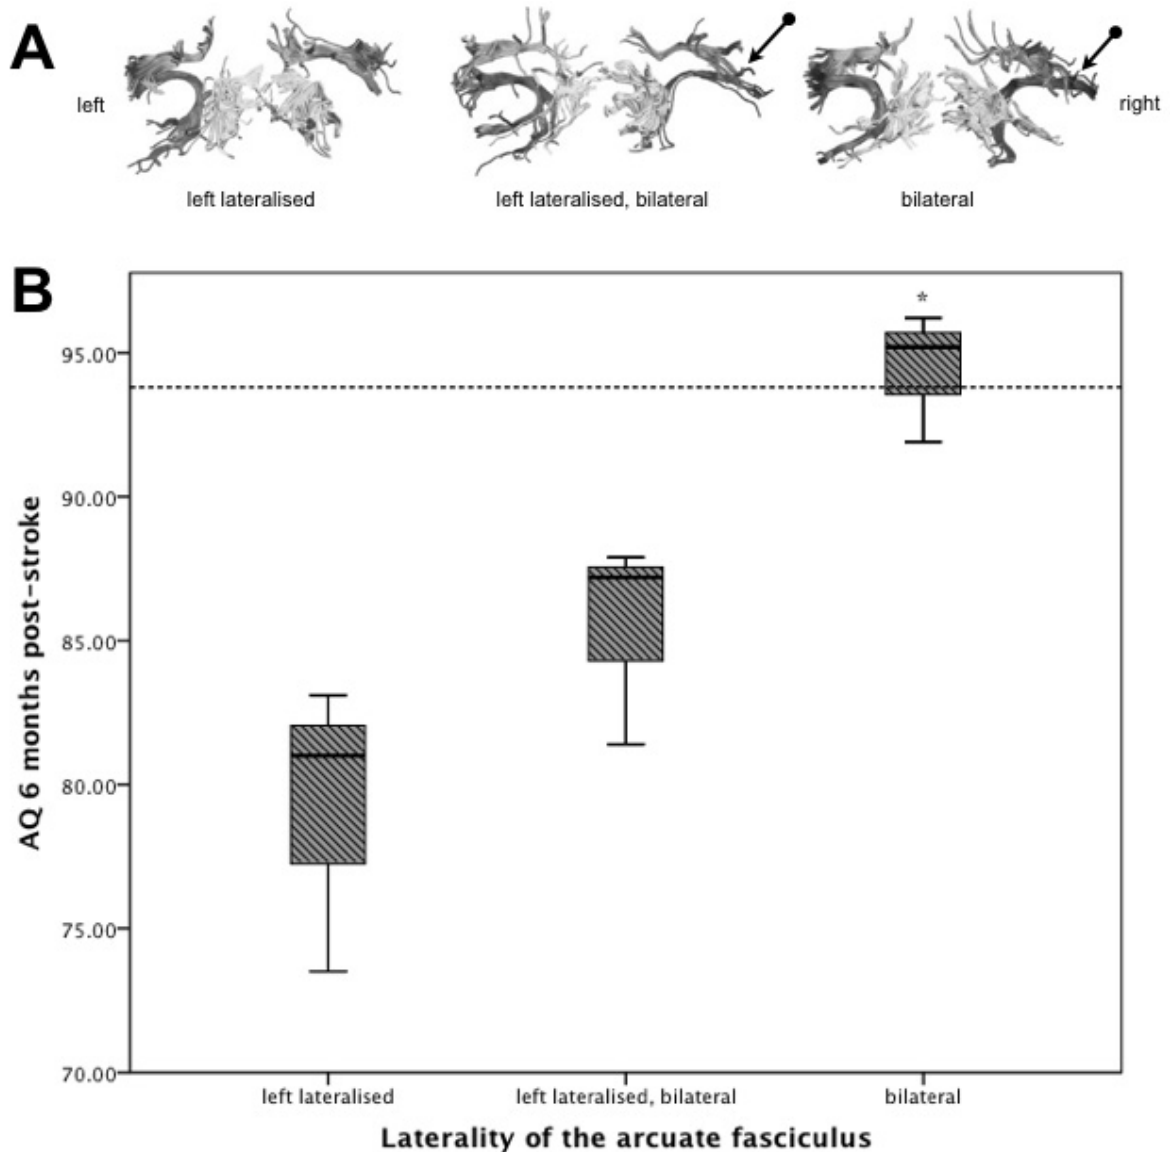 A
left
right
left lateralised
left lateralised, bilateral
bilateral
B
*
95.00
90.00
85.00
80.00
75.00
70.00
AQ 6 months post-stroke
left lateralised
left lateralised, bilateral
bilateral
Laterality of the arcuate fasciculus